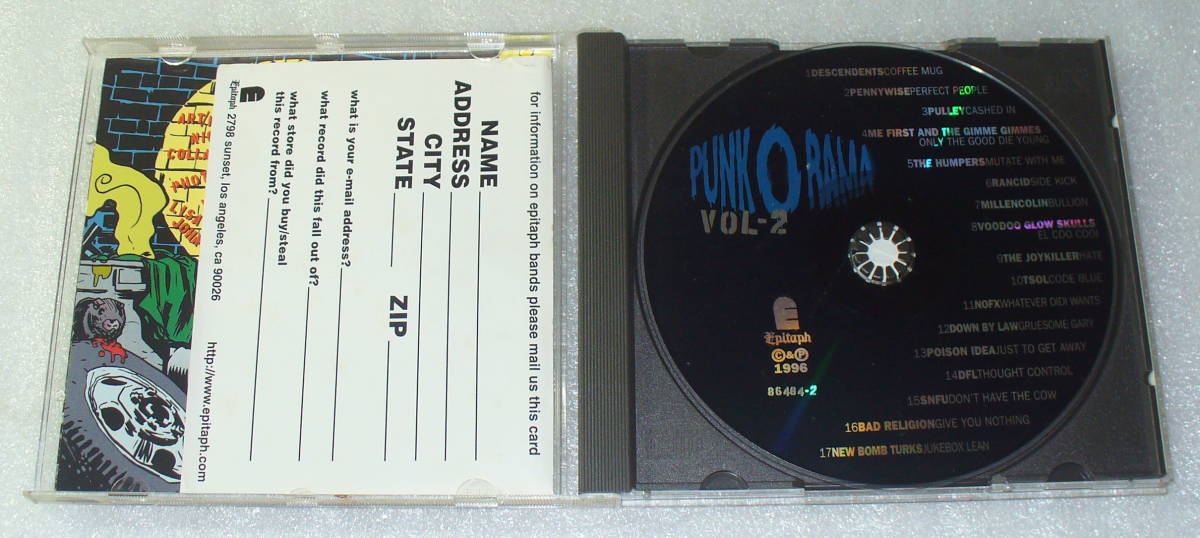 for information on epitaph bands please mail us this card
NAME
ADDRESS
CITY
STATE ZIP
what is your e-mail address?
what record did this fall out of?
what store did you buy/steal
this record from?
Epitaph 2798 sunset, los angeles, ca 90026
http://www.epitaph.com
PUNK O RAMA
VOL-2
E
Epitaph
©&℗
1996
86484-2
1DESCENDENTSCOFFEE MUG
2PENNYWISEPERFECT PEOPLE
3PULLEYCASHED IN
4ME FIRST AND THE GIMME GIMMES
ONLY THE GOOD DIE YOUNG
5THE HUMPERSMUTATE WITH ME
6RANCIDSIDE KICK
7MILLENCOLINBULLION
8VOODOO GLOW SKULLS
EL COO COOI
9THE JOYKILLERHATE
10TSOLCODE BLUE
11NOFXWHATEVER DIDI WANTS
12DOWN BY LAWGRUESOME GARY
13POISON IDEAJUST TO GET AWAY
14DFLTHOUGHT CONTROL
15SNFUDON'T HAVE THE COW
16BAD RELIGIONGIVE YOU NOTHING
17NEW BOMB TURKSJUKEBOX LEAN